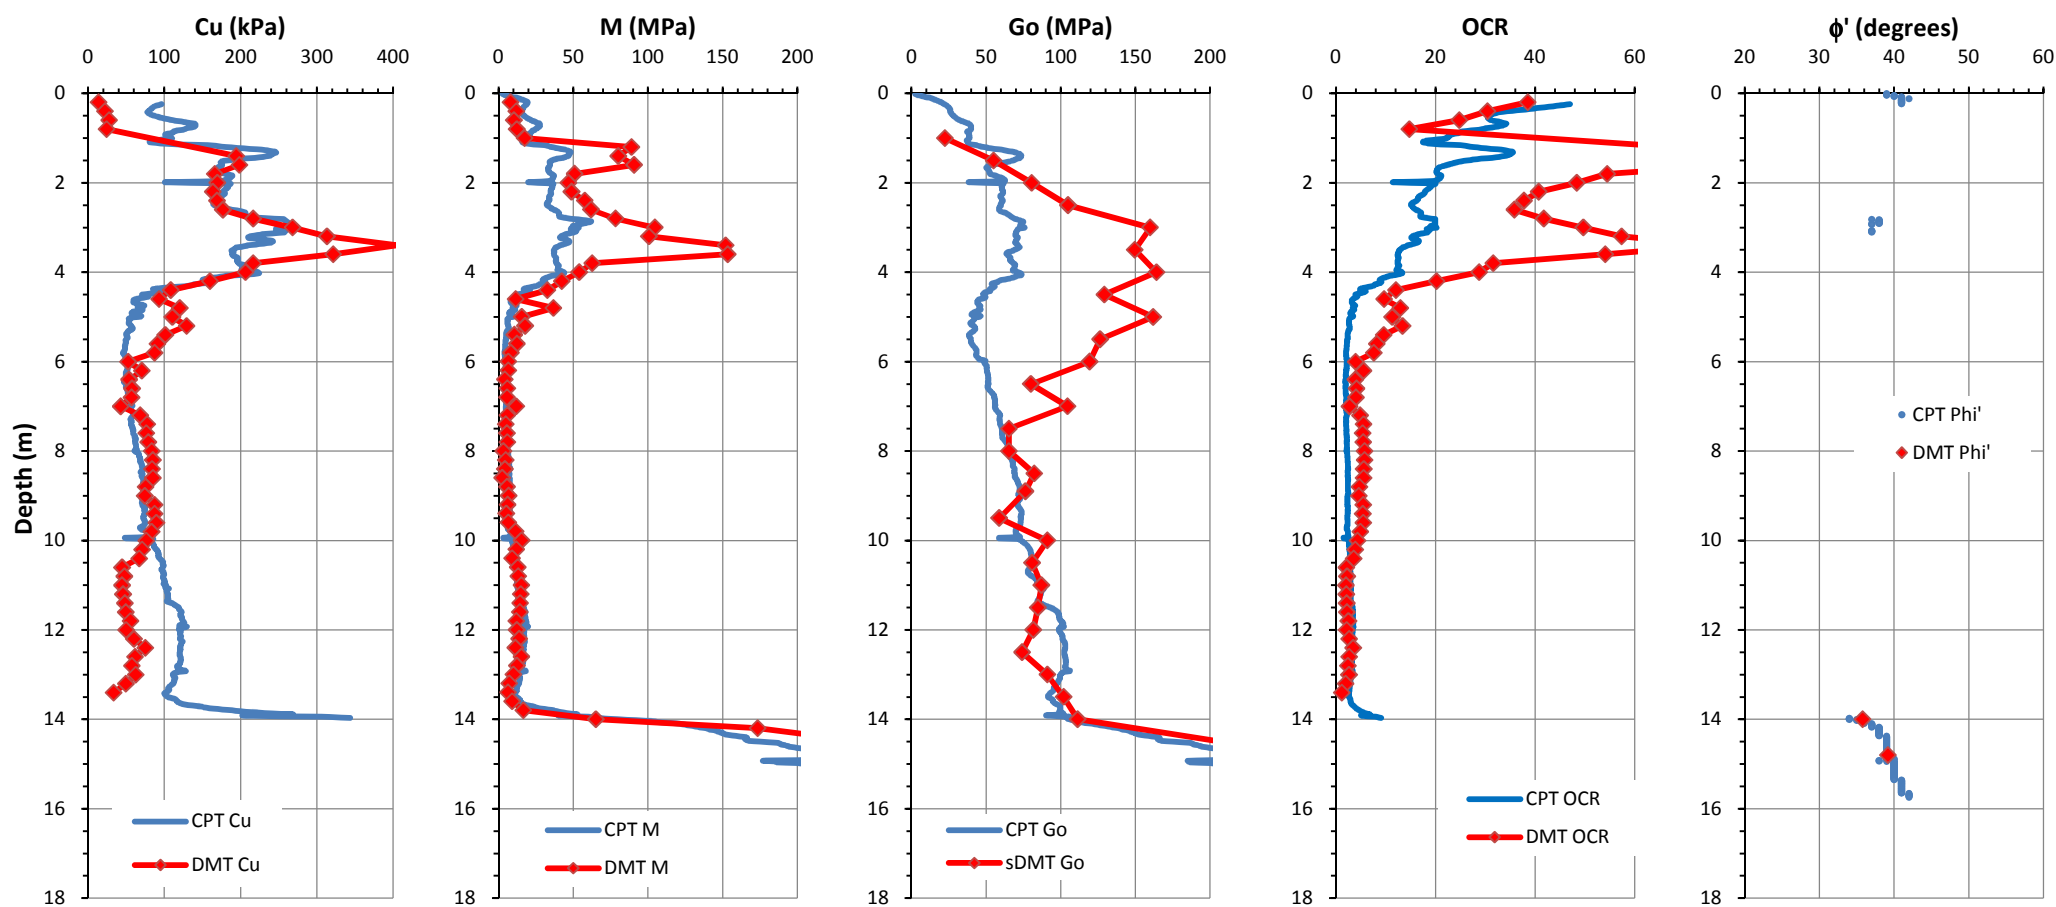 Cu (kPa)
0 100 200 300 400
M (MPa)
0 50 100 150 200
Go (MPa)
0 50 100 150 200
OCR
0 20 40 60
ϕ' (degrees)
20 30 40 50 60
Depth (m)
0
2
4
6
8
10
12
14
16
18
CPT Cu
DMT Cu
0
2
4
6
8
10
12
14
16
18
CPT M
DMT M
0
2
4
6
8
10
12
14
16
18
CPT Go
sDMT Go
0
2
4
6
8
10
12
14
16
18
CPT OCR
DMT OCR
0
2
4
6
8
10
12
14
16
18
CPT Phi'
DMT Phi'